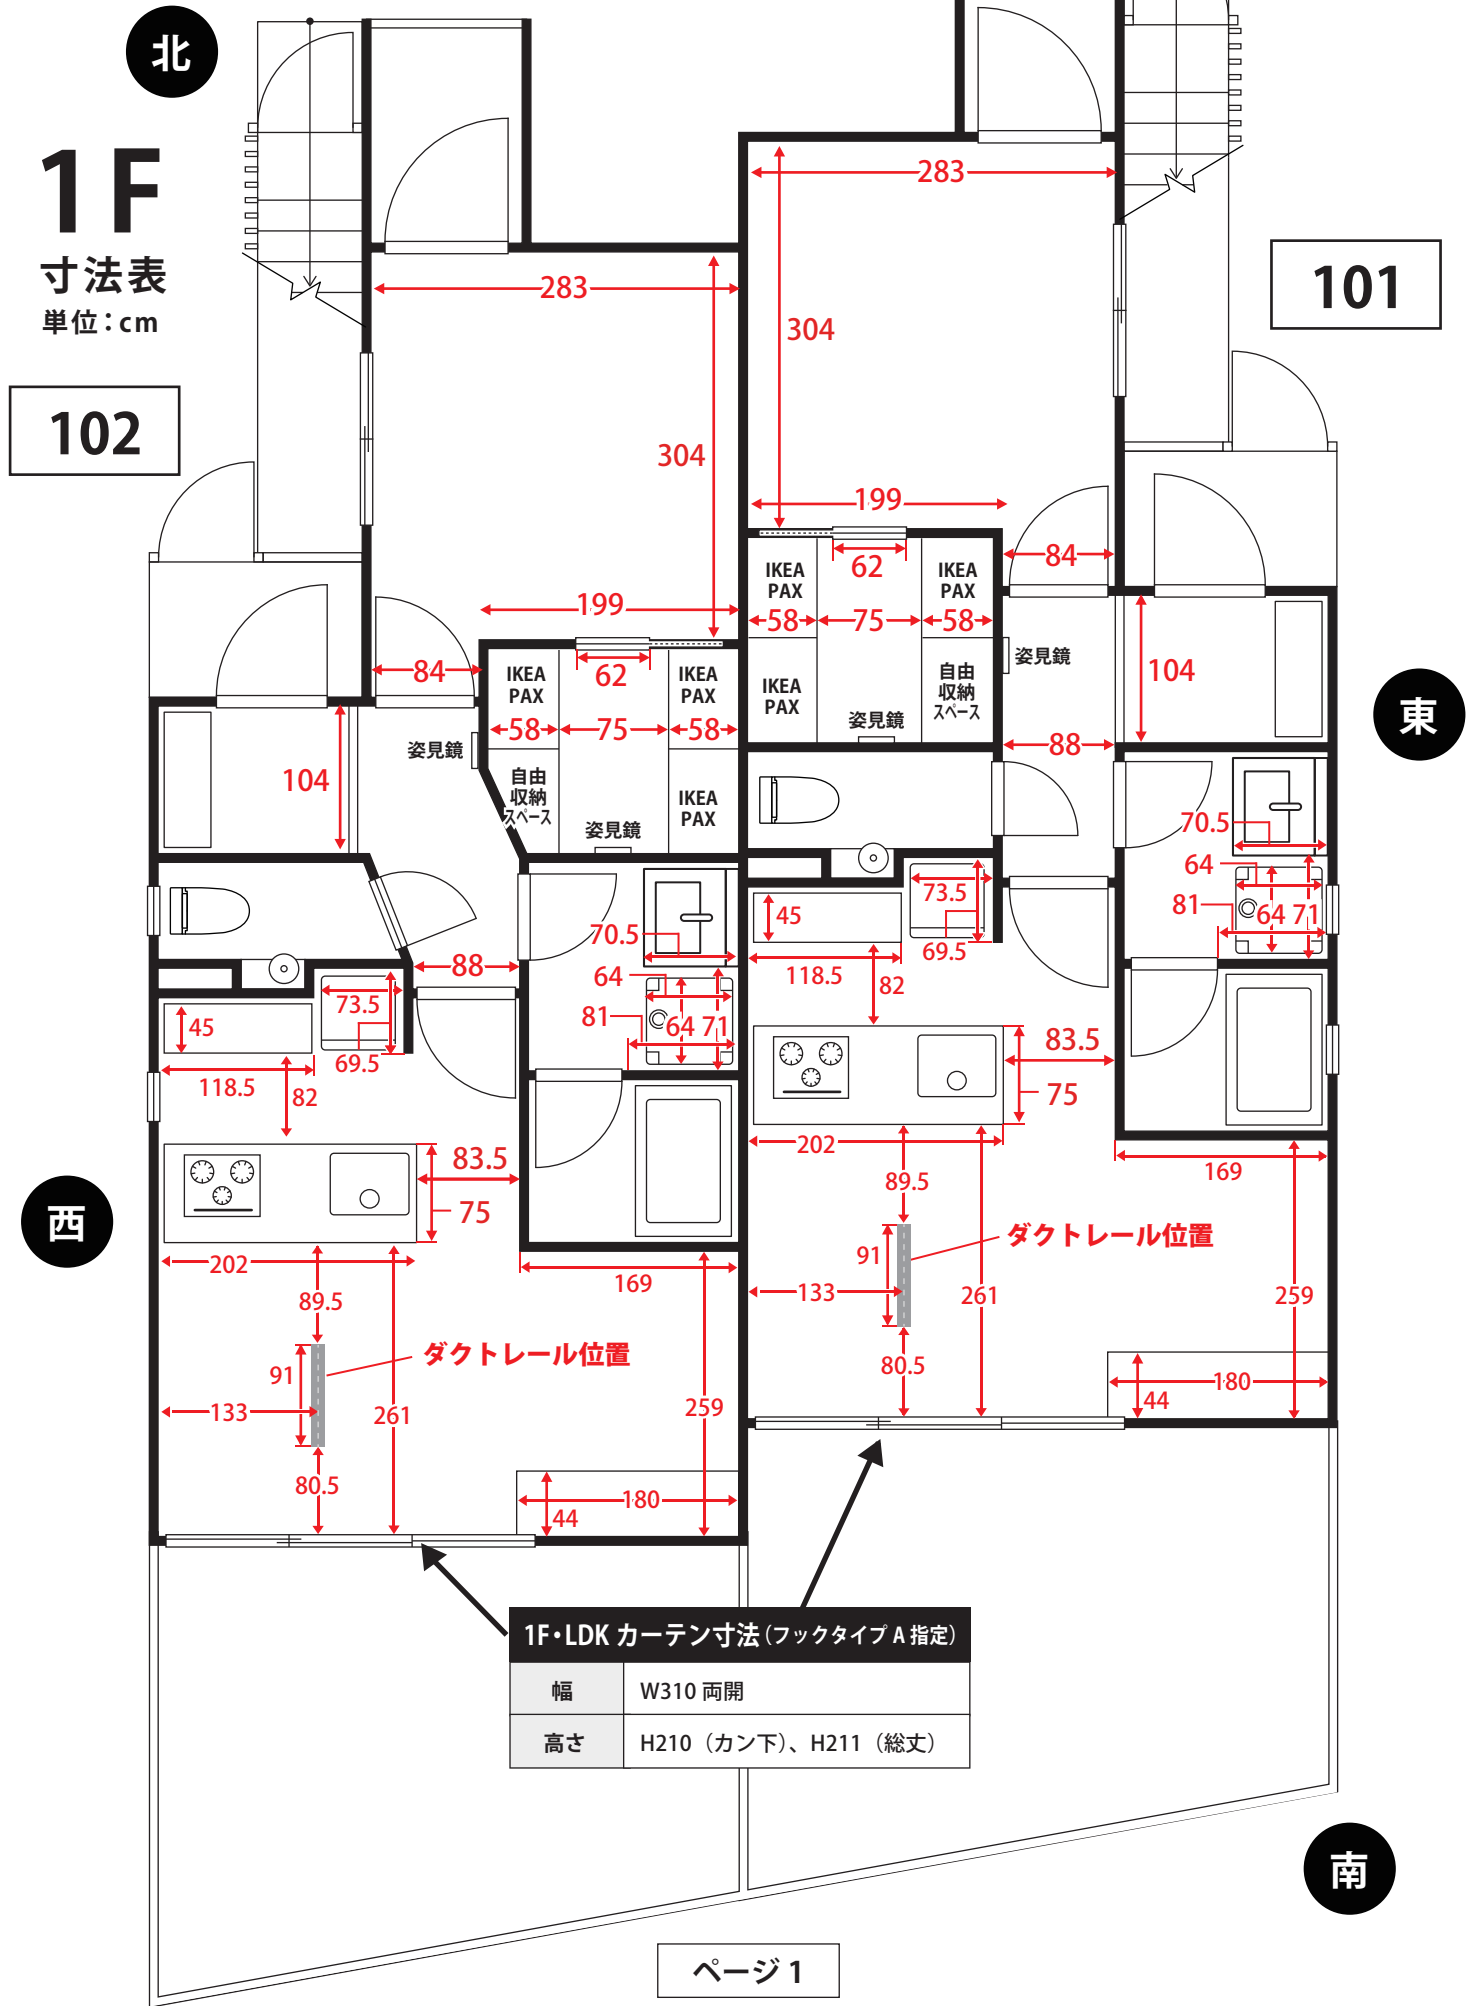 北
1F
寸法表
単位：cm
102
101
283
304
199
62
84
IKEA
PAX
IKEA
PAX
58
75
58
姿見鏡
104
IKEA
PAX
自由
収納
スペース
姿見鏡
88
東
283
304
199
62
84
IKEA
PAX
IKEA
PAX
58
75
58
姿見鏡
104
自由
収納
スペース
IKEA
PAX
姿見鏡
70.5
64
81
64
71
73.5
69.5
45
118.5
82
83.5
75
202
169
89.5
ダクトレール位置
91
133
261
259
80.5
180
44
88
70.5
64
81
64
71
73.5
69.5
45
118.5
82
83.5
75
西
202
169
89.5
ダクトレール位置
91
133
261
259
80.5
180
44
1F・LDK カーテン寸法（フックタイプ A 指定）
幅 W310 両開
高さ H210（カン下）、H211（総丈）
南
ページ 1